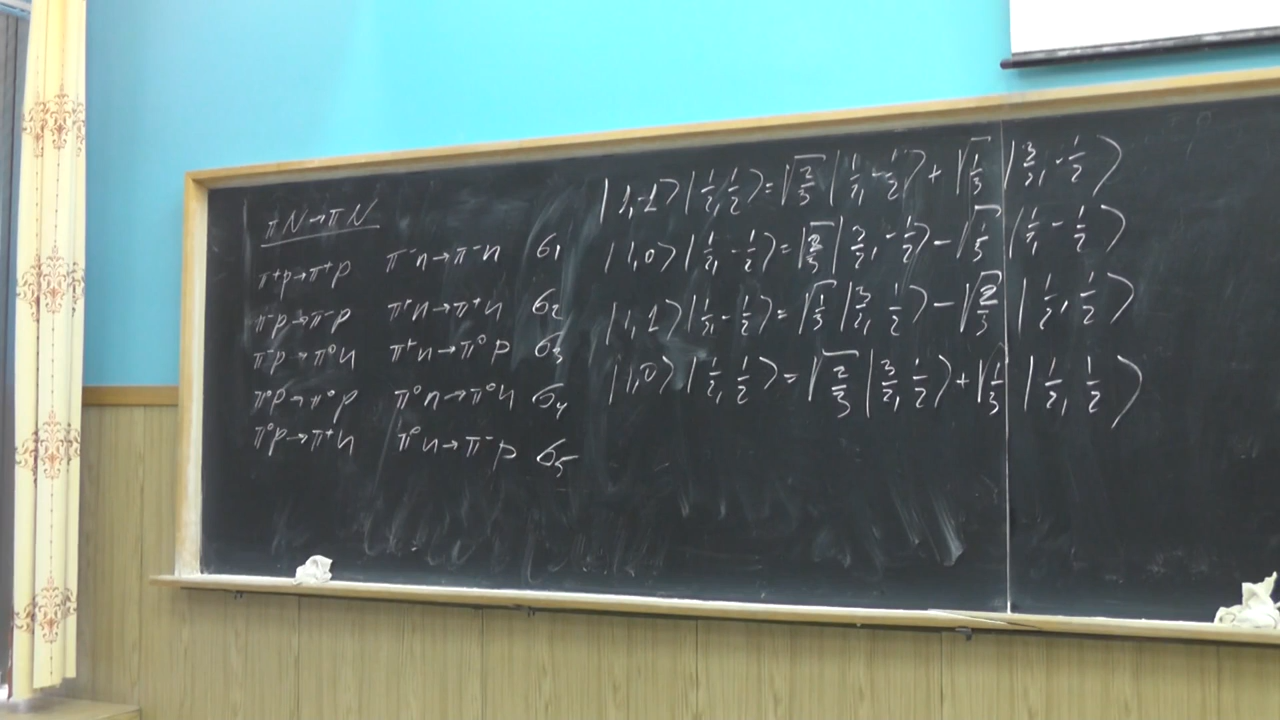 πN→πN
π⁺p→π⁺p π⁻n→π⁻n σ₁
π⁻p→π⁻p π⁺n→π⁺n σ₂
π⁻p→π⁰n π⁺n→π⁰p σ₃
π⁰p→π⁰p π⁰n→π⁰n σ₄
π⁰p→π⁺n π⁰n→π⁻p σ₅
|1,-1⟩|1/2,1/2⟩=√2/3|1/2,-1/2⟩+√1/3|3/2,-1/2⟩
|1,0⟩|1/2,-1/2⟩=√2/3|3/2,-1/2⟩-√1/3|1/2,-1/2⟩
|1,1⟩|1/2,-1/2⟩=√1/3|3/2,1/2⟩-√2/3|1/2,1/2⟩
|1,0⟩|1/2,1/2⟩=√2/3|3/2,1/2⟩+√1/3|1/2,1/2⟩